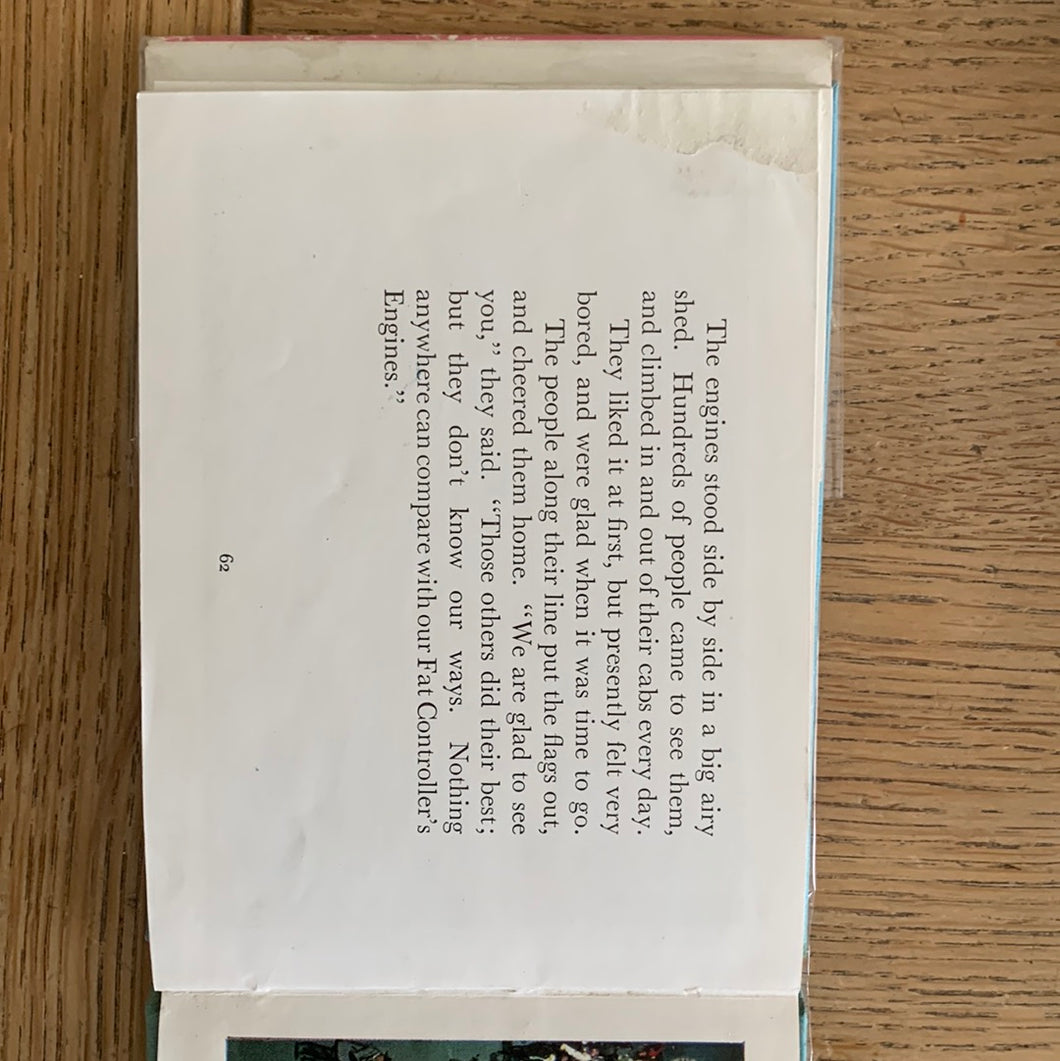 The engines stood side by side in a big airy
shed. Hundreds of people came to see them,
and climbed in and out of their cabs every day.
They liked it at first, but presently felt very
bored, and were glad when it was time to go.
The people along their line put the flags out,
and cheered them home. “We are glad to see
you,” they said. “Those others did their best;
but they don’t know our ways. Nothing
anywhere can compare with our Fat Controller’s
Engines.”
62